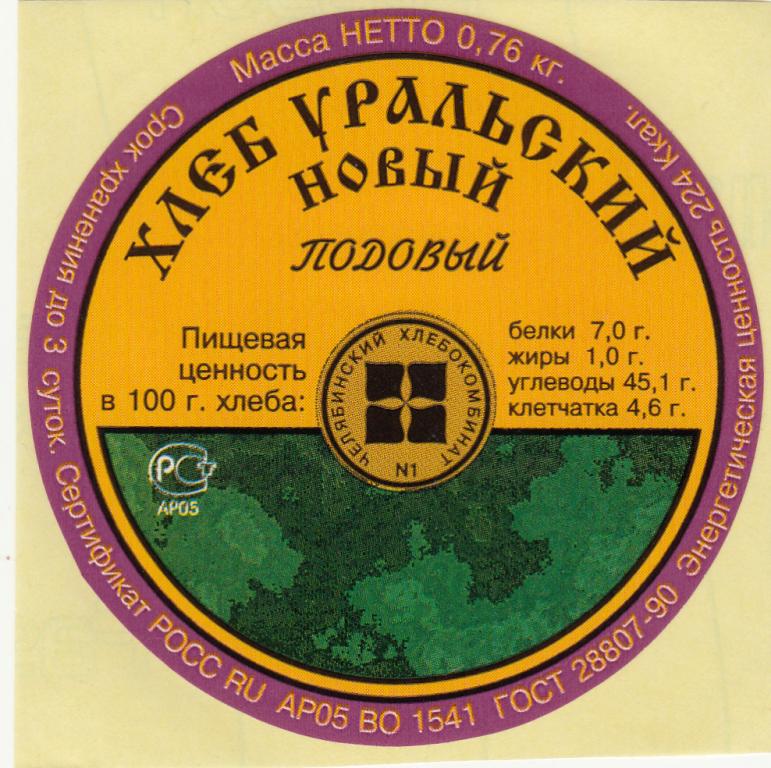 Масса НЕТТО 0,76 кг.
ХЛЕБ УРАЛЬСКИЙ
НОВЫЙ
ПОДОВЫЙ
Пищевая
ценность
в 100 г. хлеба:
белки 7,0 г.
жиры 1,0 г.
углеводы 45,1 г.
клетчатка 4,6 г.
ЧЕЛЯБИНСКИЙ ХЛЕБОКОМБИНАТ
N1
РСТ
АР05
Срок хранения до 3 суток. Сертификат РОСС RU АР05 ВО 1541 ГОСТ 28807-90 Энергетическая ценность 224 Ккал.